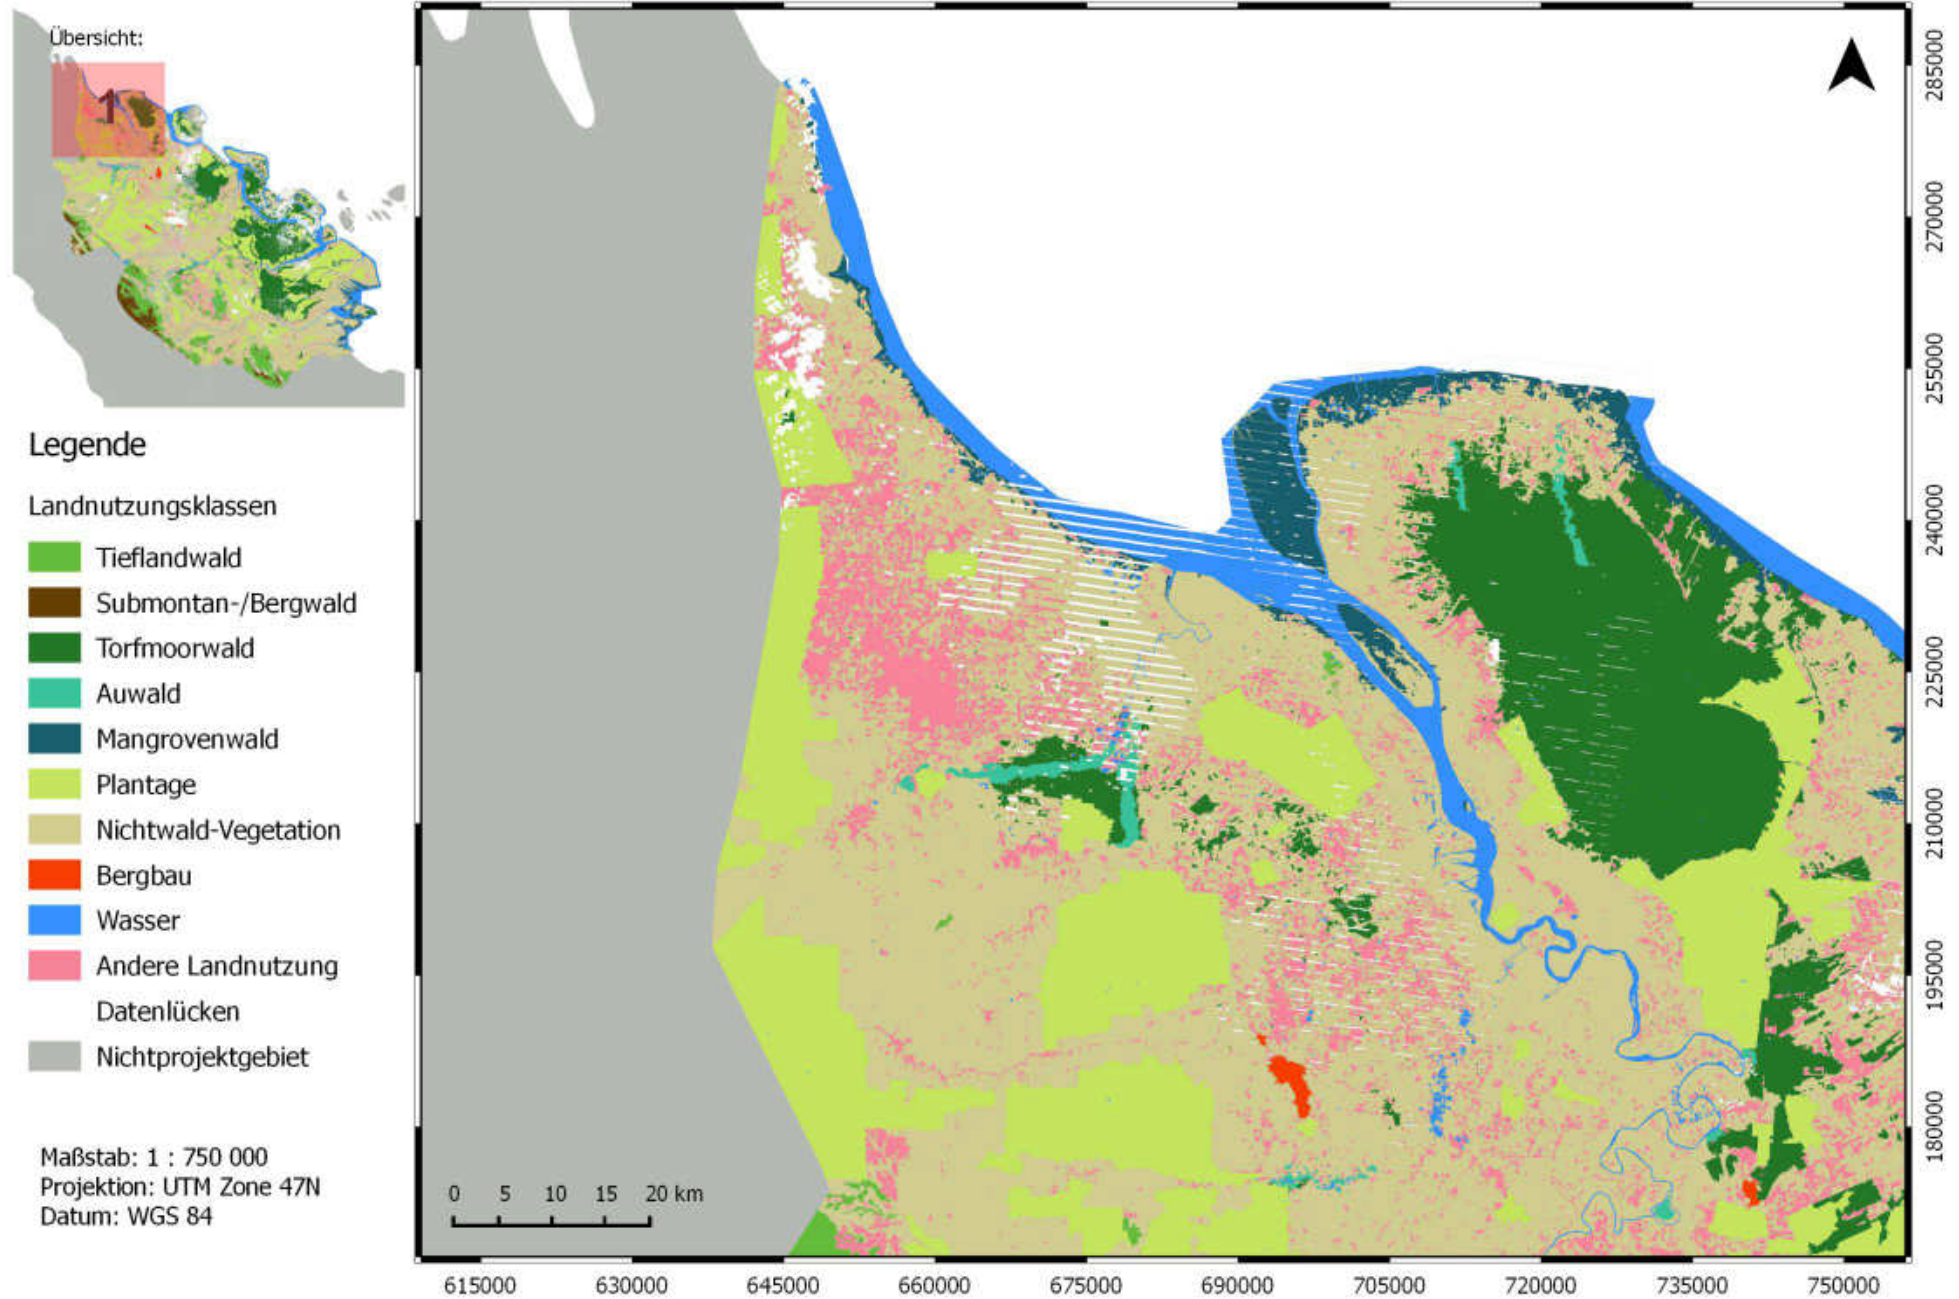 Übersicht:
1
Legende
Landnutzungsklassen
Tieflandwald
Submontan-/Bergwald
Torfmoorwald
Auwald
Mangrovenwald
Plantage
Nichtwald-Vegetation
Bergbau
Wasser
Andere Landnutzung
Datenlücken
Nichtprojektgebiet
Maßstab: 1 : 750 000
Projektion: UTM Zone 47N
Datum: WGS 84
0 5 10 15 20 km
615000 630000 645000 660000 675000 690000 705000 720000 735000 750000
285000
270000
255000
240000
225000
210000
195000
180000